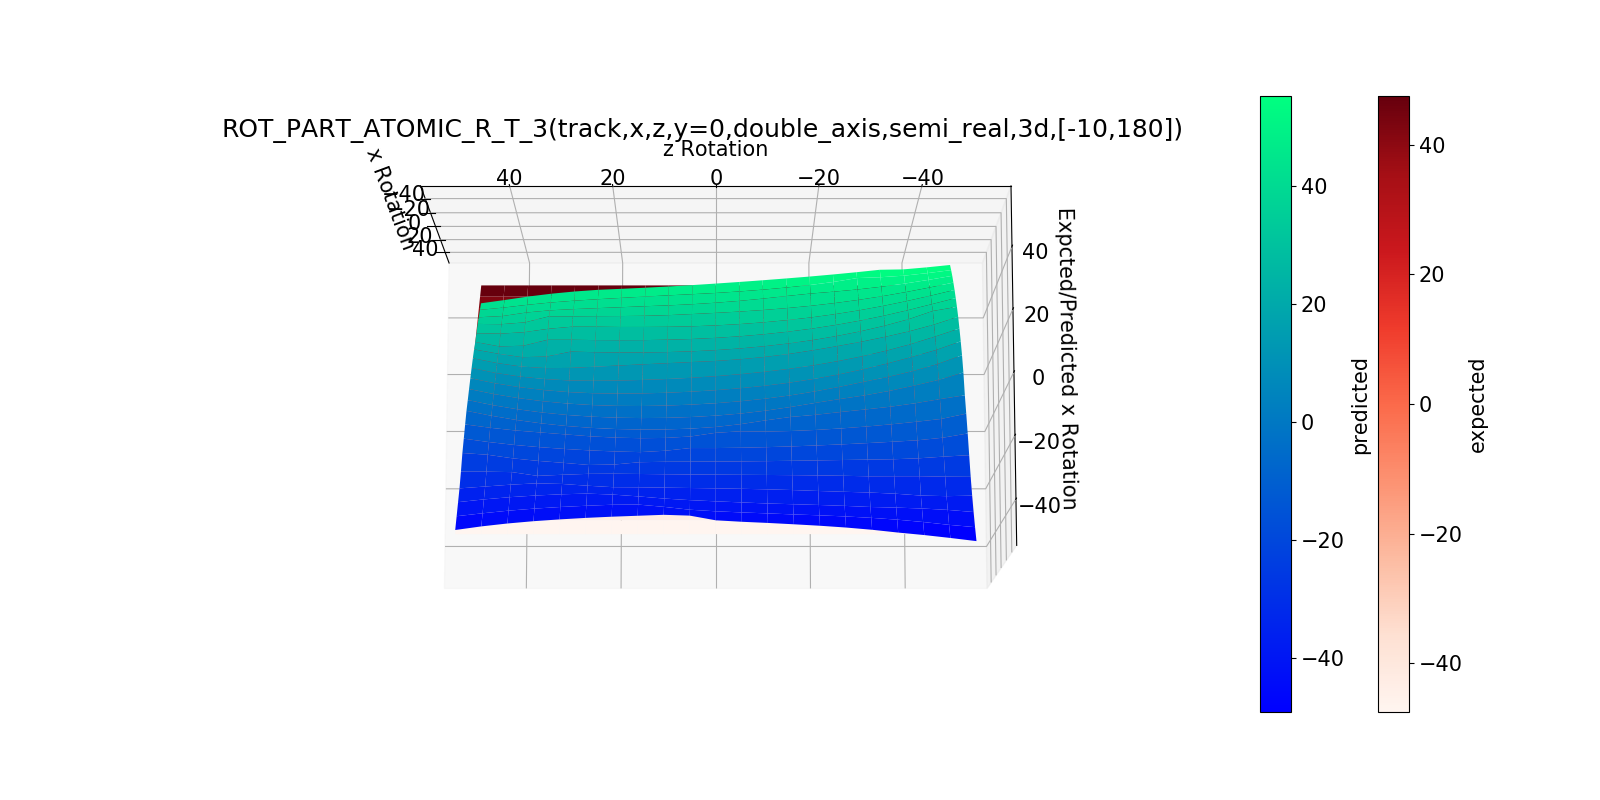 ROT_PART_ATOMIC_R_T_3(track,x,z,y=0,double_axis,semi_real,3d,[-10,180])
z Rotation
40 20 0 −20 −40
x Rotation
−40
−20
0
20
40
40
20
0
−20
−40
Expcted/Predicted x Rotation
40
20
0
−20
−40
predicted
40
20
0
−20
−40
expected